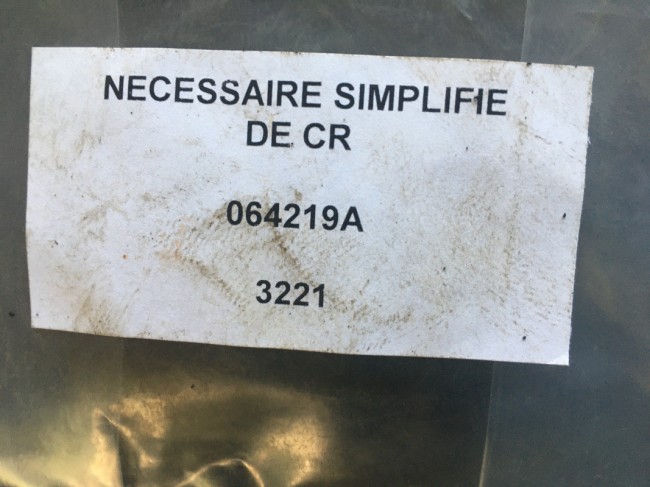 NECESSAIRE SIMPLIFIE
DE CR
064219A
3221